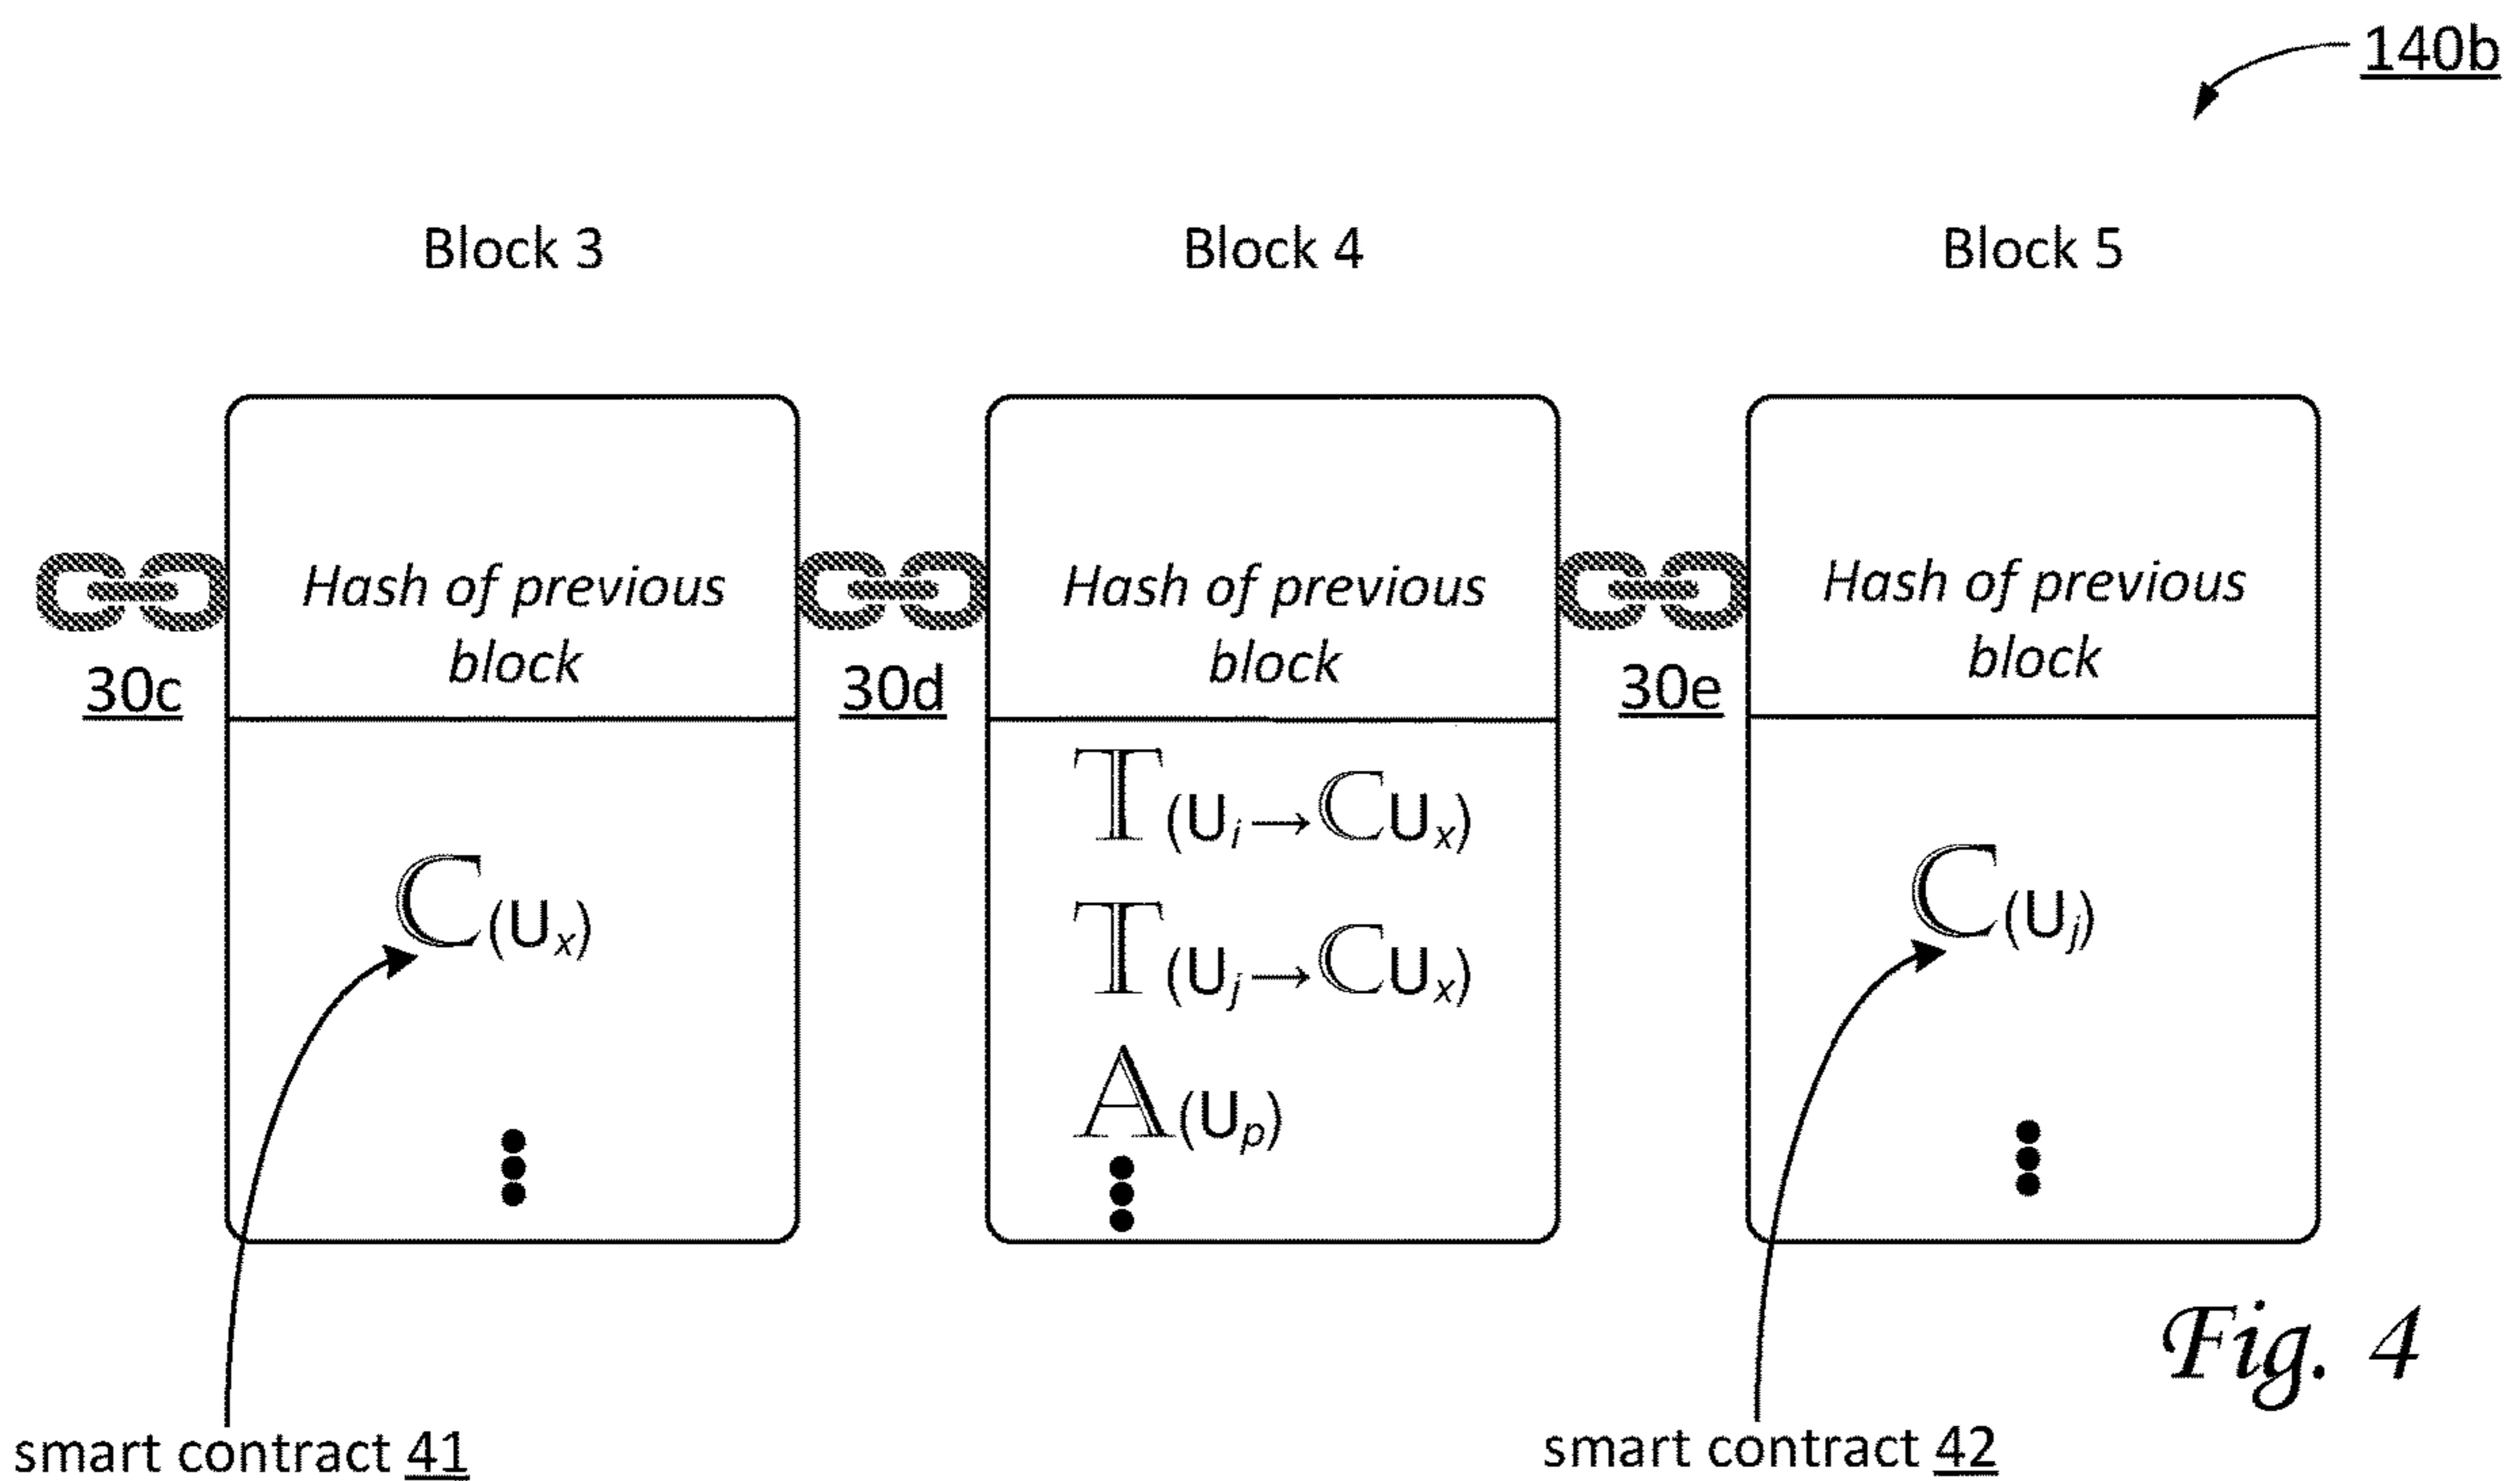 140b
Block 3
Block 4
Block 5
Hash of previous
block
Hash of previous
block
Hash of previous
block
30c
30d
30e
ℂ(Uₓ)
𝕋(Uᵢ→ℂUₓ)
𝕋(Uⱼ→ℂUₓ)
𝔸(Uₚ)
ℂ(Uⱼ)
smart contract 41
smart contract 42
Fig. 4